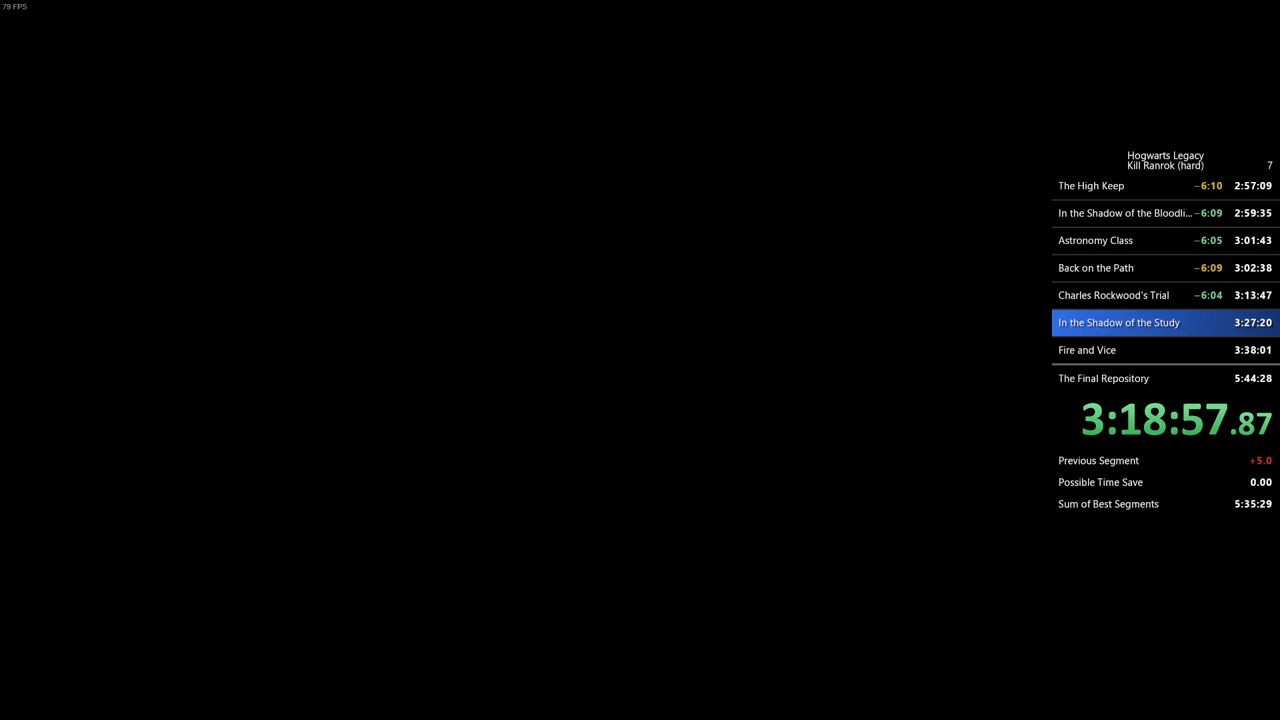 79 FPS
Hogwarts Legacy
Kill Ranrok (hard) 7
The High Keep −6:10 2:57:09
In the Shadow of the Bloodli... −6:09 2:59:35
Astronomy Class −6:05 3:01:43
Back on the Path −6:09 3:02:38
Charles Rockwood's Trial −6:04 3:13:47
In the Shadow of the Study 3:27:20
Fire and Vice 3:38:01
The Final Repository 5:44:28
3:18:57.87
Previous Segment +5.0
Possible Time Save 0.00
Sum of Best Segments 5:35:29